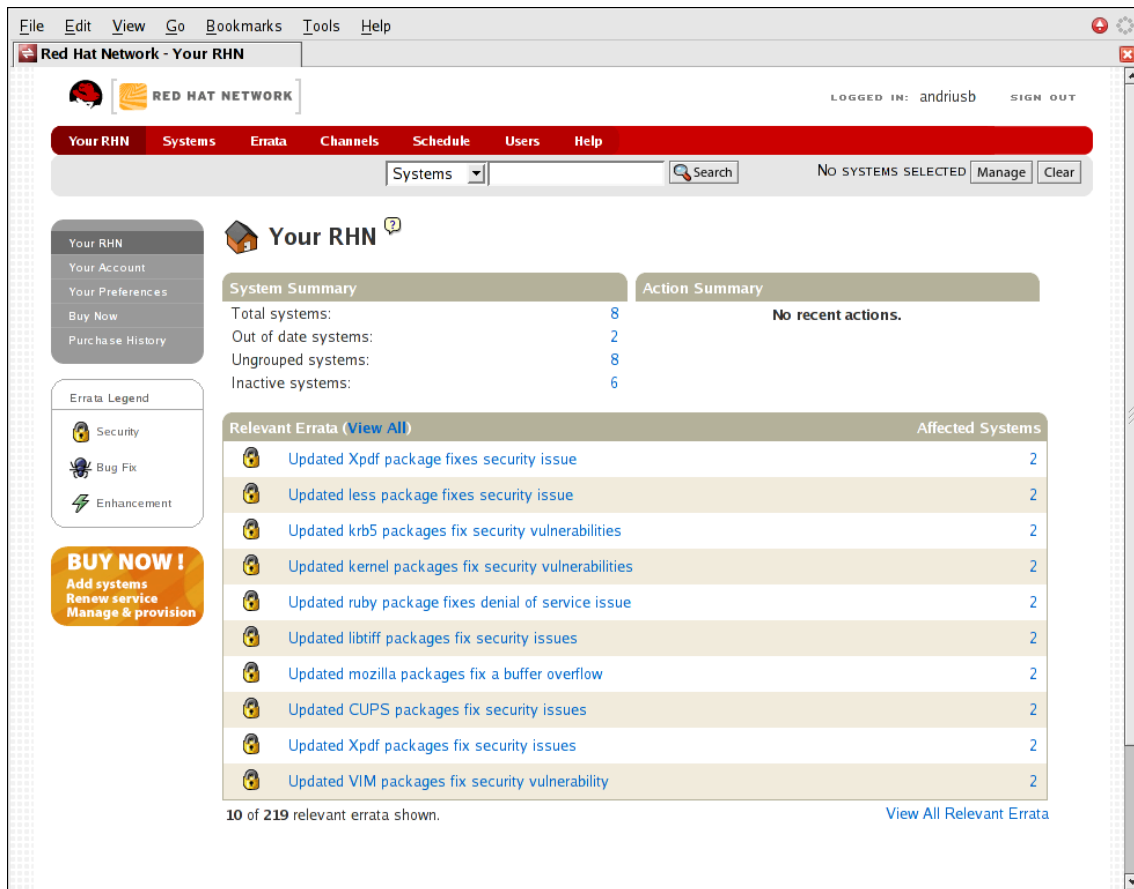 File Edit View Go Bookmarks Tools Help
Red Hat Network - Your RHN
RED HAT NETWORK
LOGGED IN: andriusb SIGN OUT
Your RHN Systems Errata Channels Schedule Users Help
Systems Search NO SYSTEMS SELECTED Manage Clear
Your RHN
Your Account
Your Preferences
Buy Now
Purchase History
Errata Legend
Security
Bug Fix
Enhancement
BUY NOW !
Add systems
Renew service
Manage & provision
Your RHN ?
System Summary
Total systems: 8
Out of date systems: 2
Ungrouped systems: 8
Inactive systems: 6
Action Summary
No recent actions.
Relevant Errata (View All) Affected Systems
Updated Xpdf package fixes security issue 2
Updated less package fixes security issue 2
Updated krb5 packages fix security vulnerabilities 2
Updated kernel packages fix security vulnerabilities 2
Updated ruby package fixes denial of service issue 2
Updated libtiff packages fix security issues 2
Updated mozilla packages fix a buffer overflow 2
Updated CUPS packages fix security issues 2
Updated Xpdf packages fix security issues 2
Updated VIM packages fix security vulnerability 2
10 of 219 relevant errata shown. View All Relevant Errata